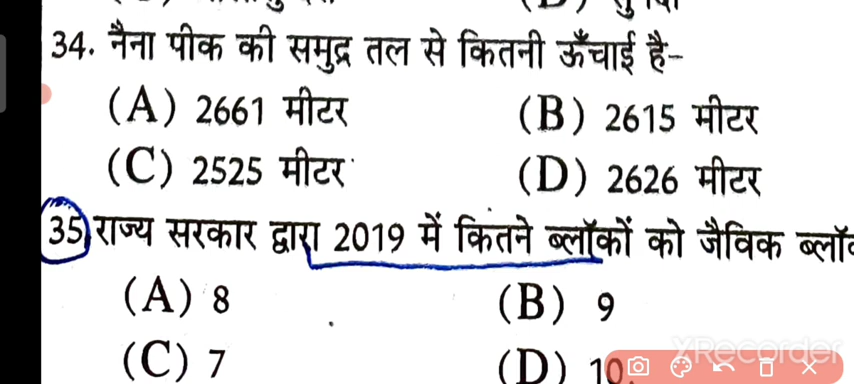 34. नैना पीक की समुद्र तल से कितनी ऊँचाई है-
(A) 2661 मीटर (B) 2615 मीटर
(C) 2525 मीटर (D) 2626 मीटर
35. राज्य सरकार द्वारा 2019 में कितने ब्लॉकों को जैविक
(A) 8 (B) 9
(C) 7 (D) 10.
XRecorder